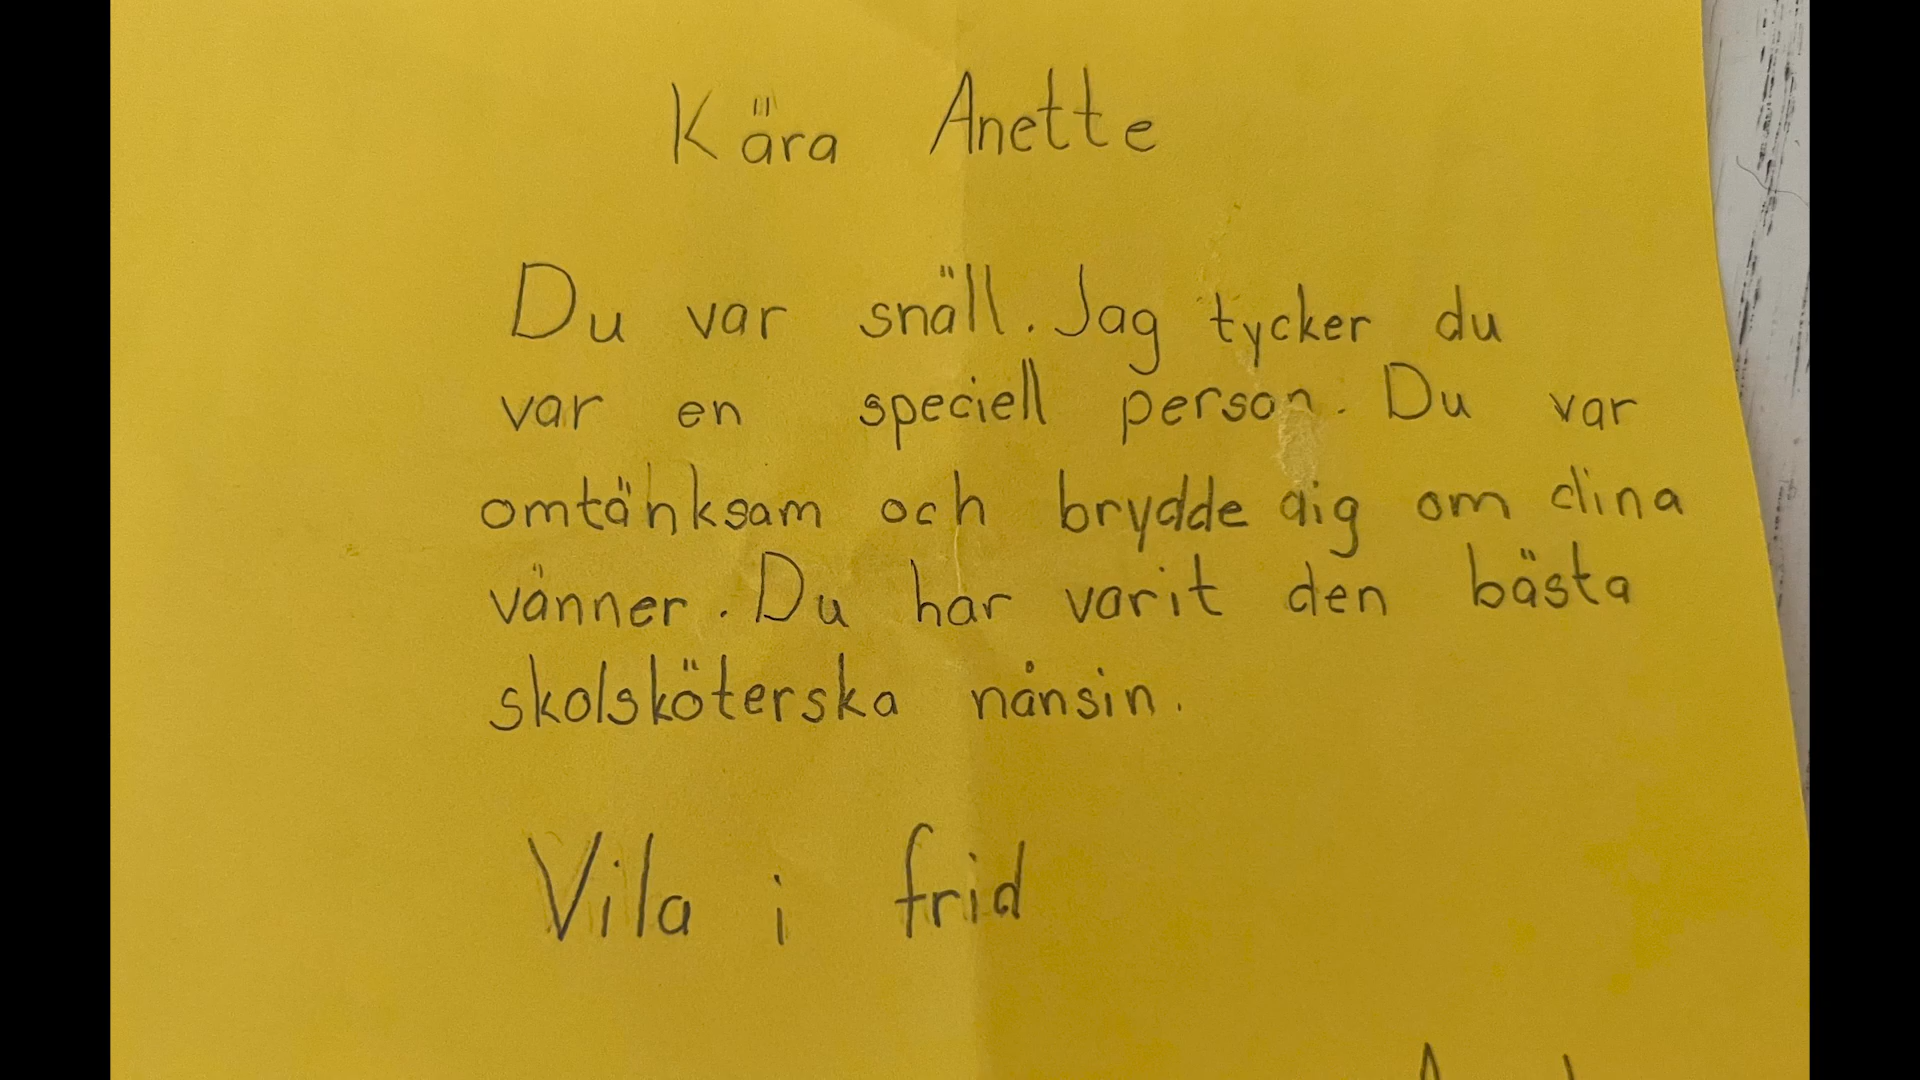 Kära Anette
Du var snäll. Jag tycker du
var en speciell person. Du var
omtänksam och brydde dig om dina
vänner. Du har varit den bästa
skolsköterska nånsin.
Vila i frid